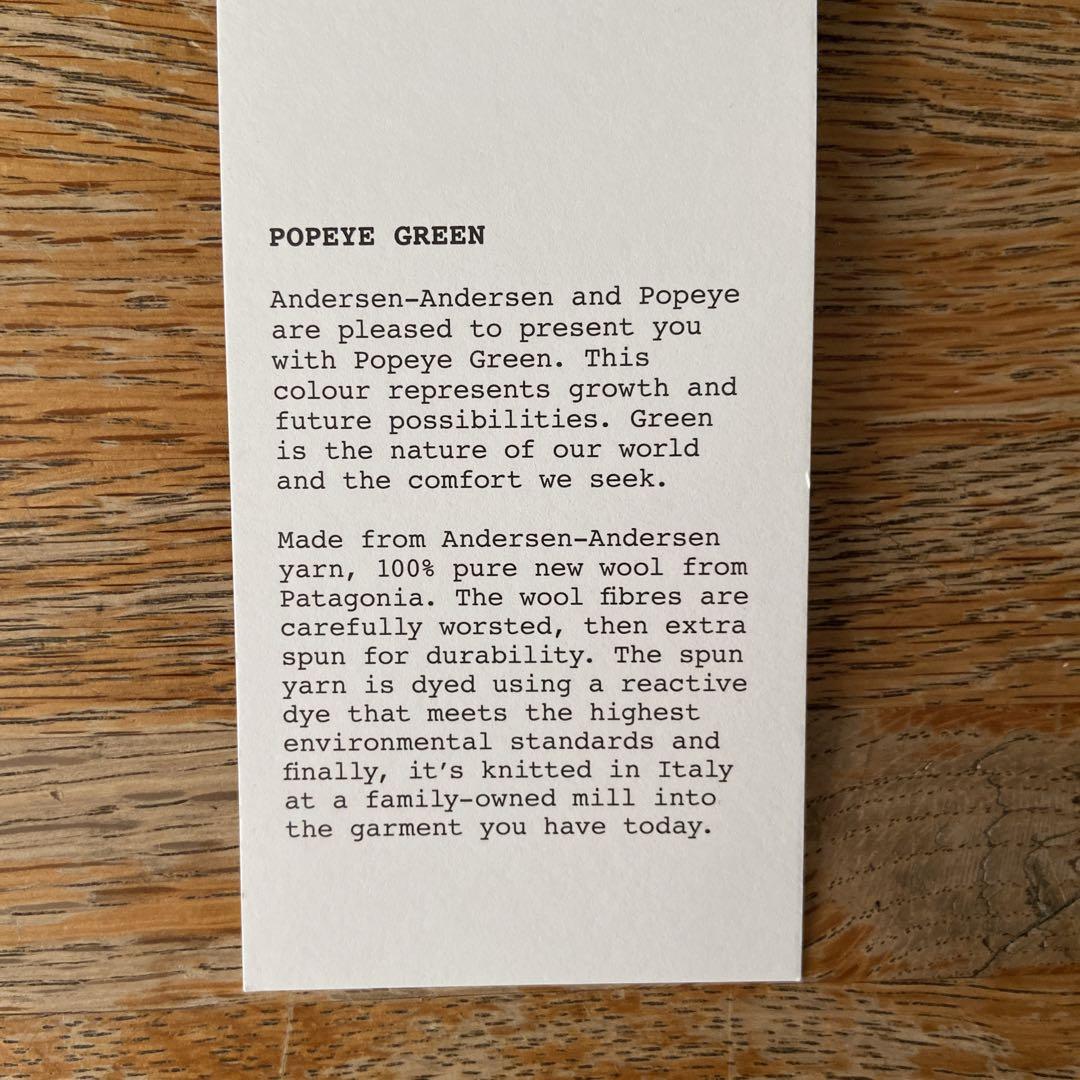 POPEYE GREEN
Andersen-Andersen and Popeye
are pleased to present you
with Popeye Green. This
colour represents growth and
future possibilities. Green
is the nature of our world
and the comfort we seek.
Made from Andersen-Andersen
yarn, 100% pure new wool from
Patagonia. The wool fibres are
carefully worsted, then extra
spun for durability. The spun
yarn is dyed using a reactive
dye that meets the highest
environmental standards and
finally, it's knitted in Italy
at a family-owned mill into
the garment you have today.